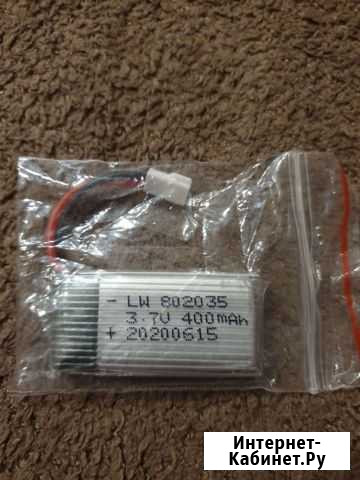 - LW 802035
3.7V 400mAh
+ 20200615
Интернет-
Кабинет.Ру